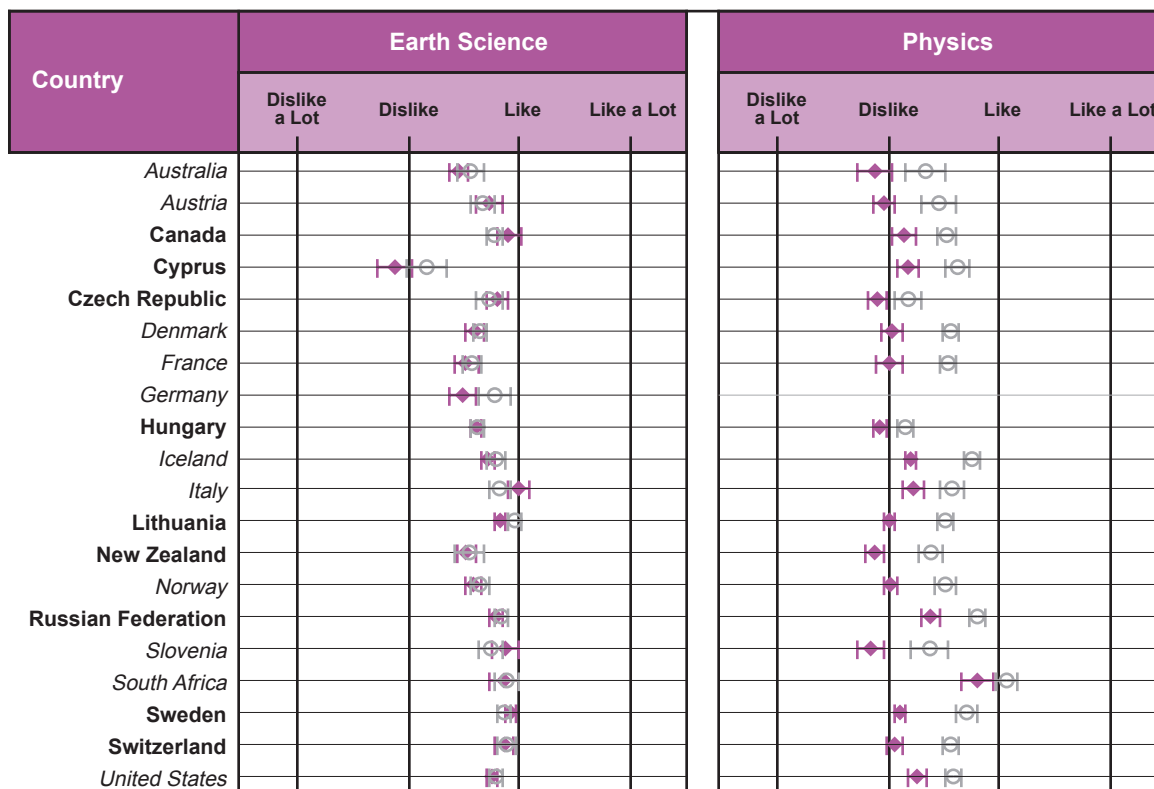 Earth Science
Physics
Country
Dislike
a Lot
Dislike
Like
Like a Lot
Dislike
a Lot
Dislike
Like
Like a Lot
Australia
Austria
Canada
Cyprus
Czech Republic
Denmark
France
Germany
Hungary
Iceland
Italy
Lithuania
New Zealand
Norway
Russian Federation
Slovenia
South Africa
Sweden
Switzerland
United States